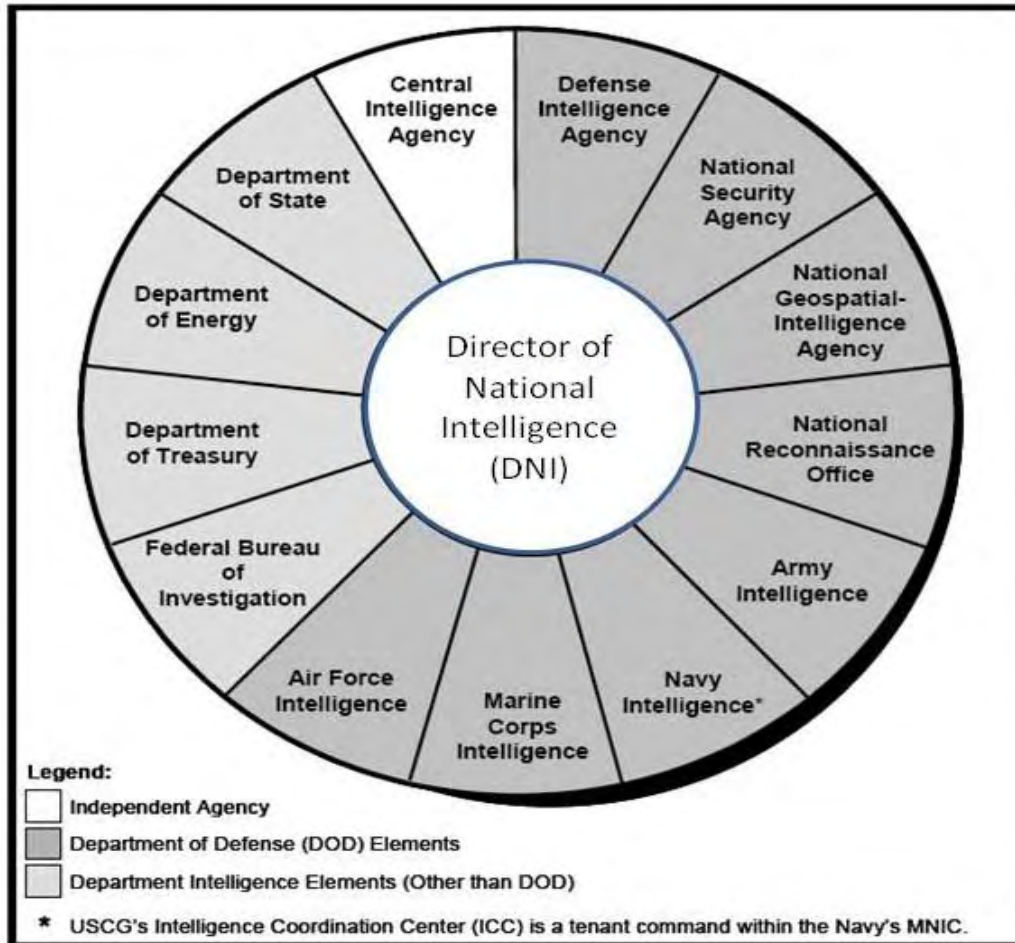 Central
Intelligence
Agency
Defense
Intelligence
Agency
National
Security
Agency
National
Geospatial-
Intelligence
Agency
National
Reconnaissance
Office
Army
Intelligence
Navy
Intelligence*
Marine
Corps
Intelligence
Air Force
Intelligence
Federal Bureau
of
Investigation
Department
of Treasury
Department
of Energy
Department
of State
Director of
National
Intelligence
(DNI)
Legend:
Independent Agency
Department of Defense (DOD) Elements
Department Intelligence Elements (Other than DOD)
* USCG's Intelligence Coordination Center (ICC) is a tenant command within the Navy's MNIC.